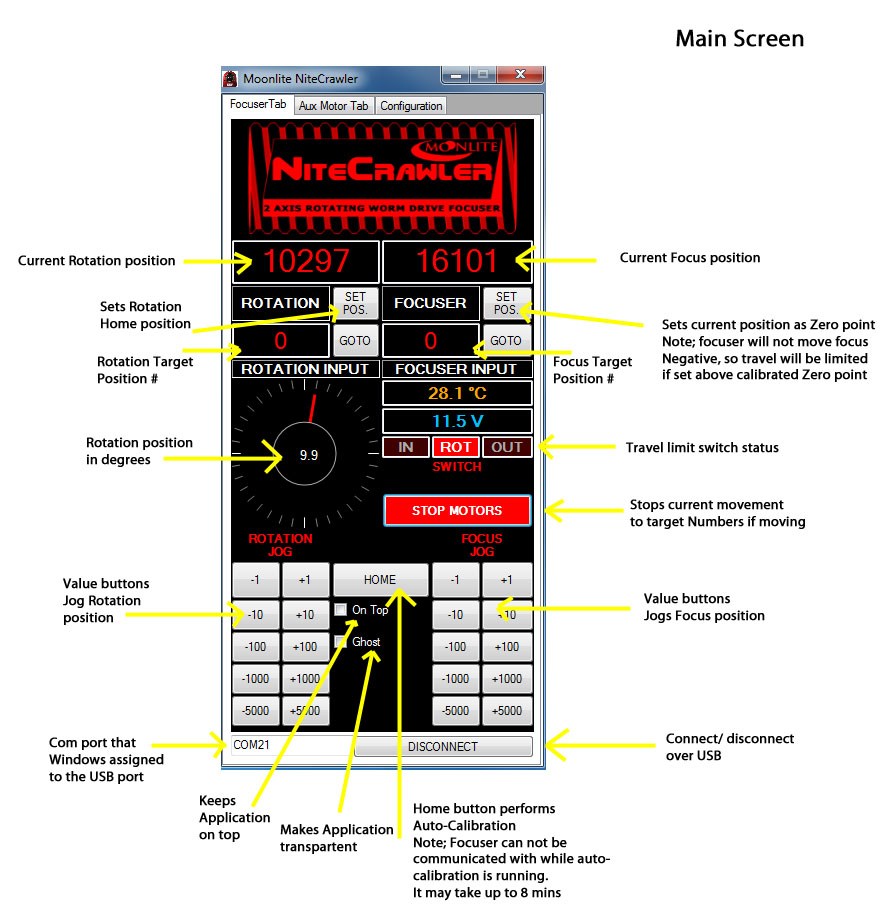 Main Screen
Moonlite NiteCrawler
FocuserTab
Aux Motor Tab
Configuration
MOONLITE
NITECRAWLER
2 AXIS ROTATING WORM DRIVE FOCUSER
Current Rotation position
10297
16101
Current Focus position
Sets Rotation
Home position
ROTATION
SET
POS.
FOCUSER
SET
POS.
Sets current position as Zero point
Note; focuser will not move focus
Negative, so travel will be limited
if set above calibrated Zero point
0
GOTO
0
GOTO
Rotation Target
Position #
Focus Target
Position #
ROTATION INPUT
FOCUSER INPUT
28.1 °C
11.5 V
Rotation position
in degrees
9.9
IN
ROT
OUT
SWITCH
Travel limit switch status
STOP MOTORS
Stops current movement
to target Numbers if moving
ROTATION
JOG
FOCUS
JOG
Value buttons
Jog Rotation
position
-1
+1
HOME
-1
+1
-10
+10
On Top
-10
+10
Value buttons
Jogs Focus position
-100
+100
Ghost
-100
+100
-1000
+1000
-1000
+1000
-5000
+5000
-5000
+5000
Com port that
Windows assigned
to the USB port
COM21
DISCONNECT
Connect/ disconnect
over USB
Keeps
Application
on top
Makes Application
transpartent
Home button performs
Auto-Calibration
Note; Focuser can not be
communicated with while auto-
calibration is running.
It may take up to 8 mins